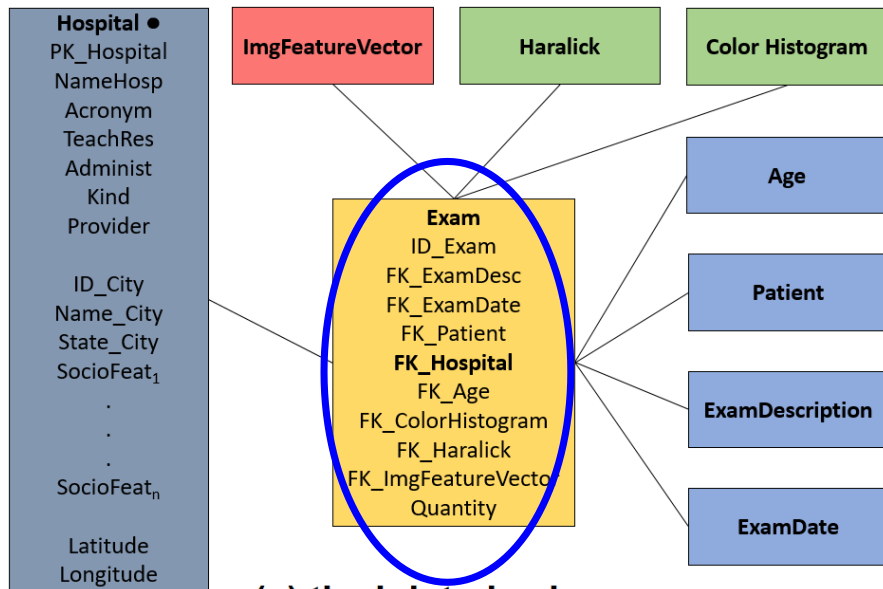 Hospital ●
PK_Hospital
NameHosp
Acronym
TeachRes
Administ
Kind
Provider
ID_City
Name_City
State_City
SocioFeat₁
.
.
.
SocioFeatₙ
Latitude
Longitude
ImgFeatureVector
Haralick
Color Histogram
Exam
ID_Exam
FK_ExamDesc
FK_ExamDate
FK_Patient
FK_Hospital
FK_Age
FK_ColorHistogram
FK_Haralick
FK_ImgFeatureVector
Quantity
Age
Patient
ExamDescription
ExamDate